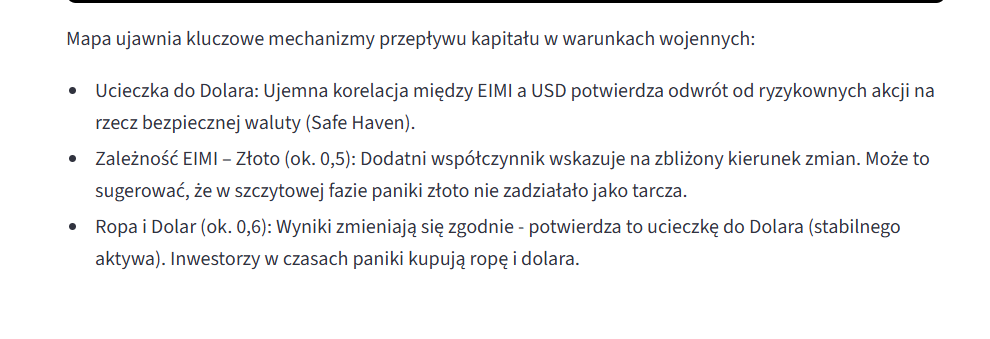 Mapa ujawnia kluczowe mechanizmy przepływu kapitału w warunkach wojennych:
• Ucieczka do Dolara: Ujemna korelacja między EIMI a USD potwierdza odwrót od ryzykownych akcji na
rzecz bezpiecznej waluty (Safe Haven).
• Zależność EIMI – Złoto (ok. 0,5): Dodatni współczynnik wskazuje na zbliżony kierunek zmian. Może to
sugerować, że w szczytowej fazie paniki złoto nie zadziałało jako tarcza.
• Ropa i Dolar (ok. 0,6): Wyniki zmieniają się zgodnie - potwierdza to ucieczkę do Dolara (stabilnego
aktywa). Inwestorzy w czasach paniki kupują ropę i dolara.